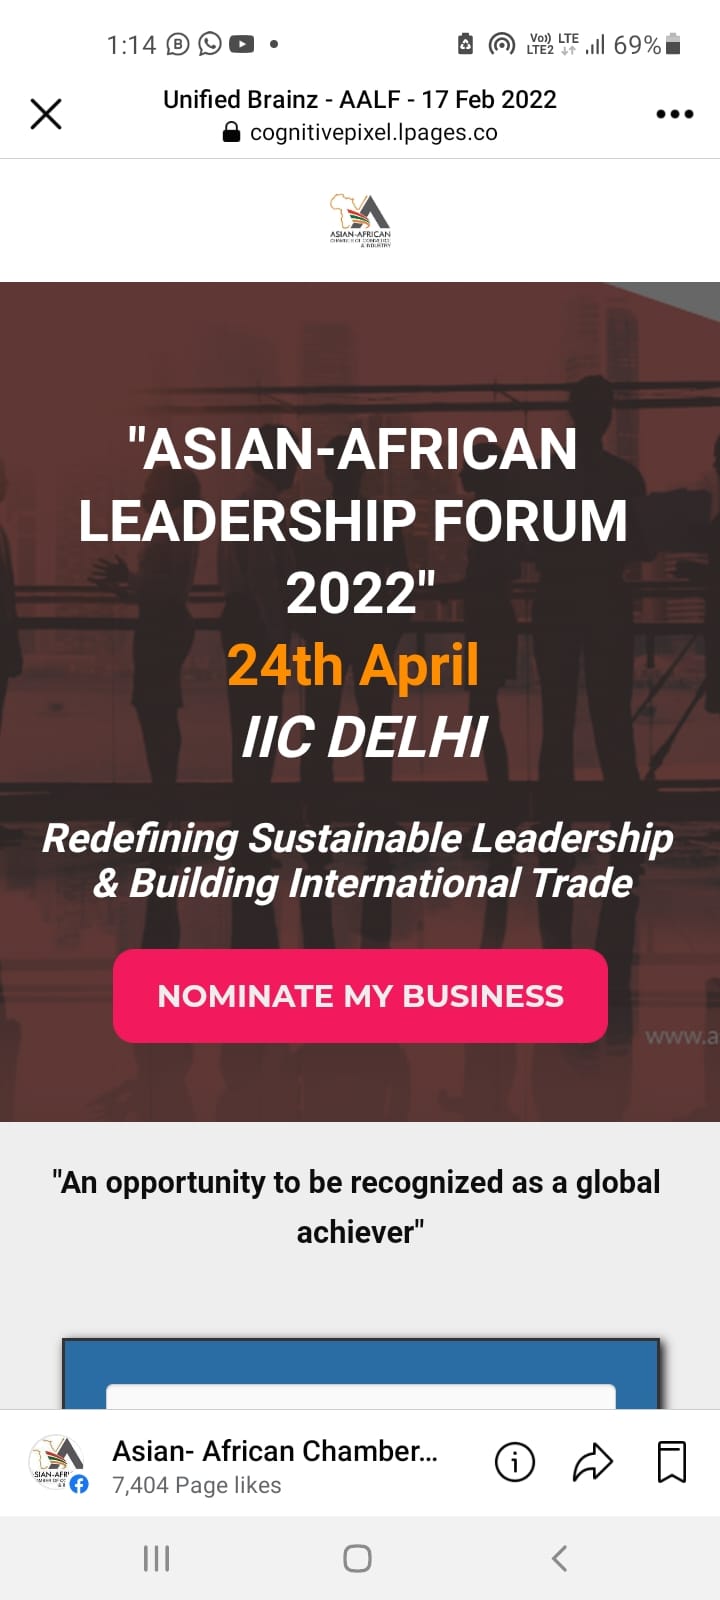 1:14
Vo)) LTE
LTE2
69%
Unified Brainz - AALF - 17 Feb 2022
cognitivepixel.lpages.co
ASIAN-AFRICAN
CHAMBER OF COMMERCE
& INDUSTRY
"ASIAN-AFRICAN
LEADERSHIP FORUM
2022"
24th April
IIC DELHI
Redefining Sustainable Leadership
& Building International Trade
NOMINATE MY BUSINESS
www.a
"An opportunity to be recognized as a global
achiever"
Asian- African Chamber...
7,404 Page likes